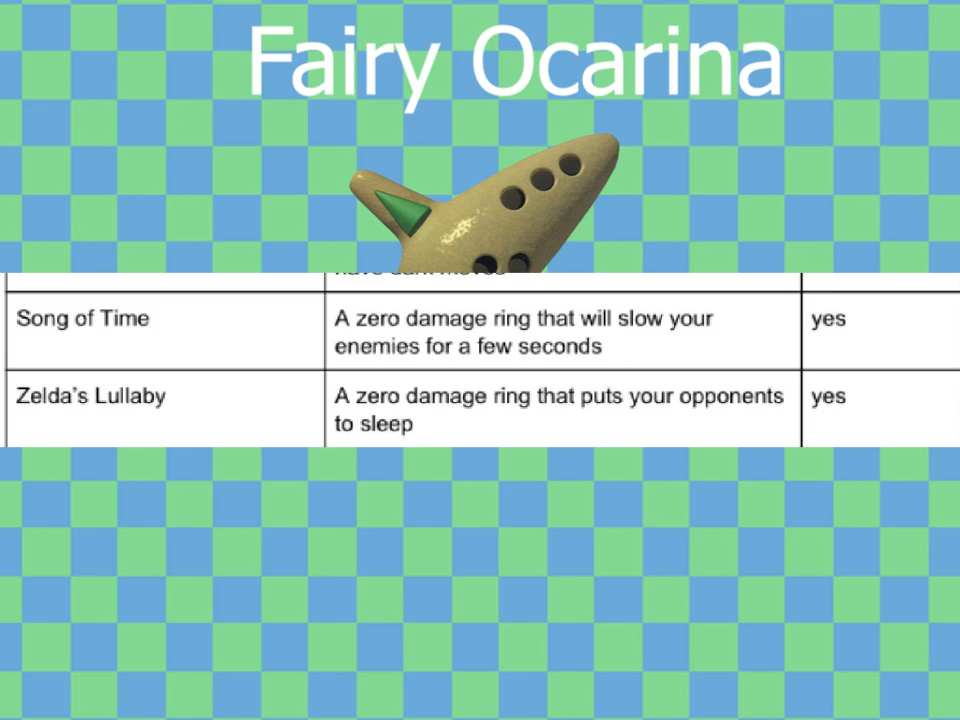 Fairy Ocarina
Song of Time
A zero damage ring that will slow your
enemies for a few seconds
yes
Zelda's Lullaby
A zero damage ring that puts your opponents
to sleep
yes